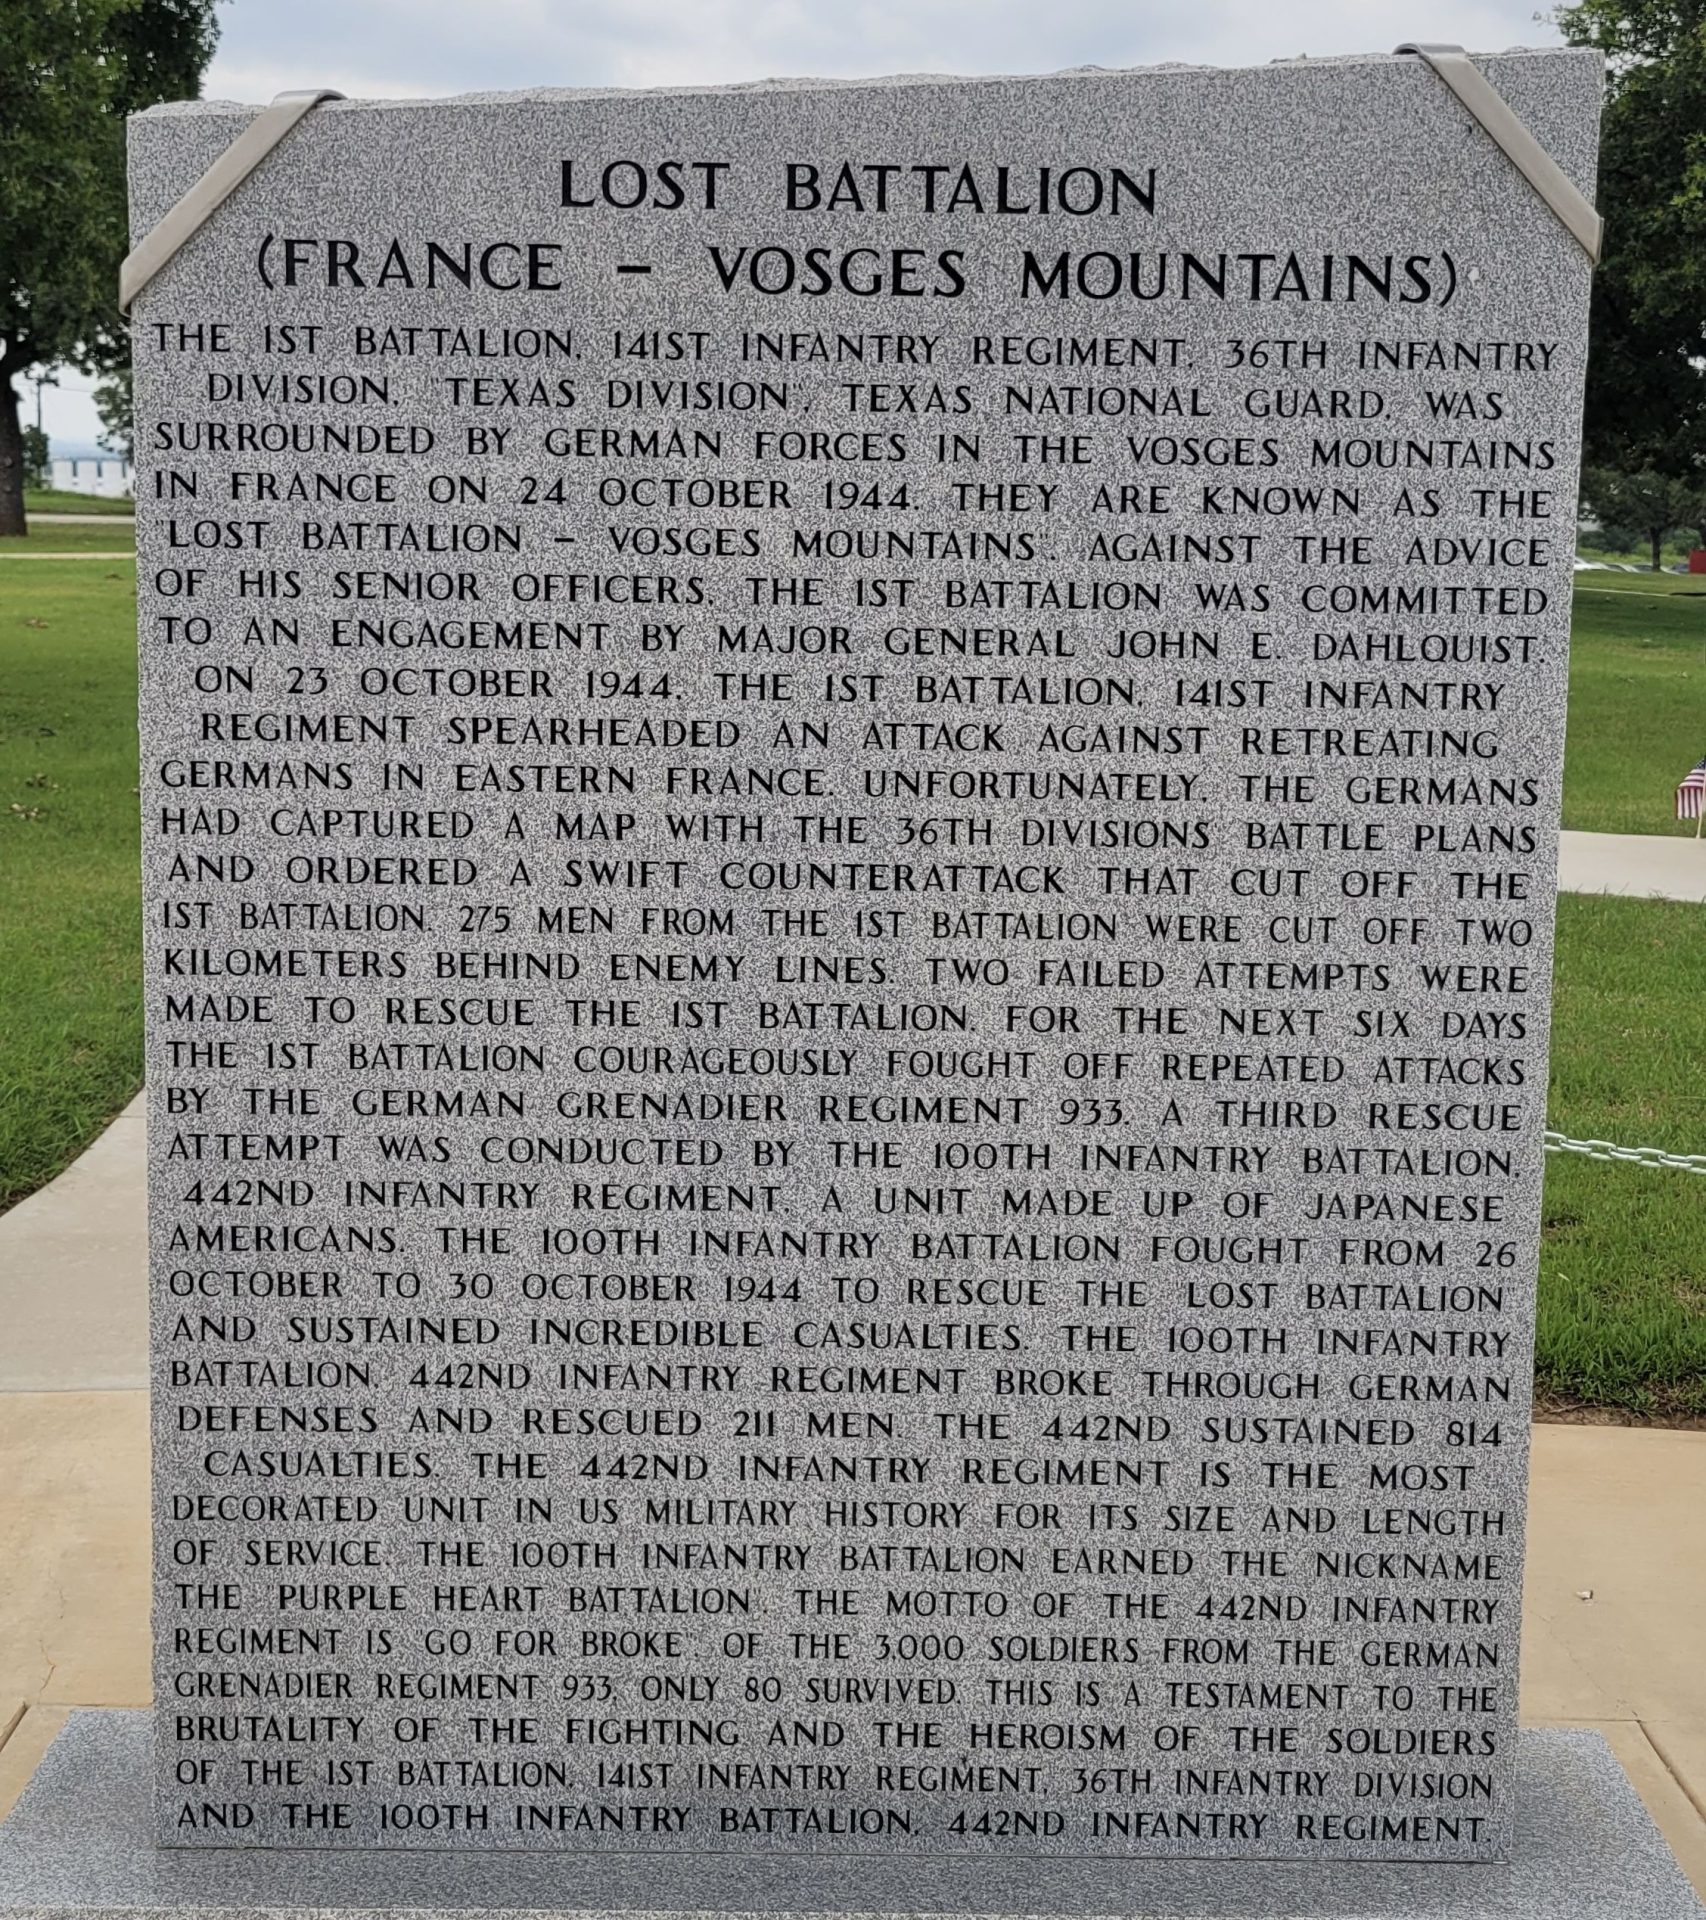 LOST BATTALION
(FRANCE - VOSGES MOUNTAINS)
THE 1ST BATTALION, 141ST INFANTRY REGIMENT, 36TH INFANTRY
DIVISION, "TEXAS DIVISION", TEXAS NATIONAL GUARD, WAS
SURROUNDED BY GERMAN FORCES IN THE VOSGES MOUNTAINS
IN FRANCE ON 24 OCTOBER 1944. THEY ARE KNOWN AS THE
"LOST BATTALION - VOSGES MOUNTAINS". AGAINST THE ADVICE
OF HIS SENIOR OFFICERS, THE 1ST BATTALION WAS COMMITTED
TO AN ENGAGEMENT BY MAJOR GENERAL JOHN E. DAHLQUIST.
ON 23 OCTOBER 1944, THE 1ST BATTALION, 141ST INFANTRY
REGIMENT SPEARHEADED AN ATTACK AGAINST RETREATING
GERMANS IN EASTERN FRANCE. UNFORTUNATELY, THE GERMANS
HAD CAPTURED A MAP WITH THE 36TH DIVISIONS BATTLE PLANS
AND ORDERED A SWIFT COUNTERATTACK THAT CUT OFF THE
1ST BATTALION. 275 MEN FROM THE 1ST BATTALION WERE CUT OFF TWO
KILOMETERS BEHIND ENEMY LINES. TWO FAILED ATTEMPTS WERE
MADE TO RESCUE THE 1ST BATTALION. FOR THE NEXT SIX DAYS
THE 1ST BATTALION COURAGEOUSLY FOUGHT OFF REPEATED ATTACKS
BY THE GERMAN GRENADIER REGIMENT 933. A THIRD RESCUE
ATTEMPT WAS CONDUCTED BY THE 100TH INFANTRY BATTALION,
442ND INFANTRY REGIMENT, A UNIT MADE UP OF JAPANESE
AMERICANS. THE 100TH INFANTRY BATTALION FOUGHT FROM 26
OCTOBER TO 30 OCTOBER 1944 TO RESCUE THE "LOST BATTALION"
AND SUSTAINED INCREDIBLE CASUALTIES. THE 100TH INFANTRY
BATTALION, 442ND INFANTRY REGIMENT BROKE THROUGH GERMAN
DEFENSES AND RESCUED 211 MEN. THE 442ND SUSTAINED 814
CASUALTIES. THE 442ND INFANTRY REGIMENT IS THE MOST
DECORATED UNIT IN US MILITARY HISTORY FOR ITS SIZE AND LENGTH
OF SERVICE. THE 100TH INFANTRY BATTALION EARNED THE NICKNAME
THE "PURPLE HEART BATTALION". THE MOTTO OF THE 442ND INFANTRY
REGIMENT IS "GO FOR BROKE". OF THE 3,000 SOLDIERS FROM THE GERMAN
GRENADIER REGIMENT 933, ONLY 80 SURVIVED. THIS IS A TESTAMENT TO THE
BRUTALITY OF THE FIGHTING AND THE HEROISM OF THE SOLDIERS
OF THE 1ST BATTALION, 141ST INFANTRY REGIMENT, 36TH INFANTRY DIVISION
AND THE 100TH INFANTRY BATTALION, 442ND INFANTRY REGIMENT.